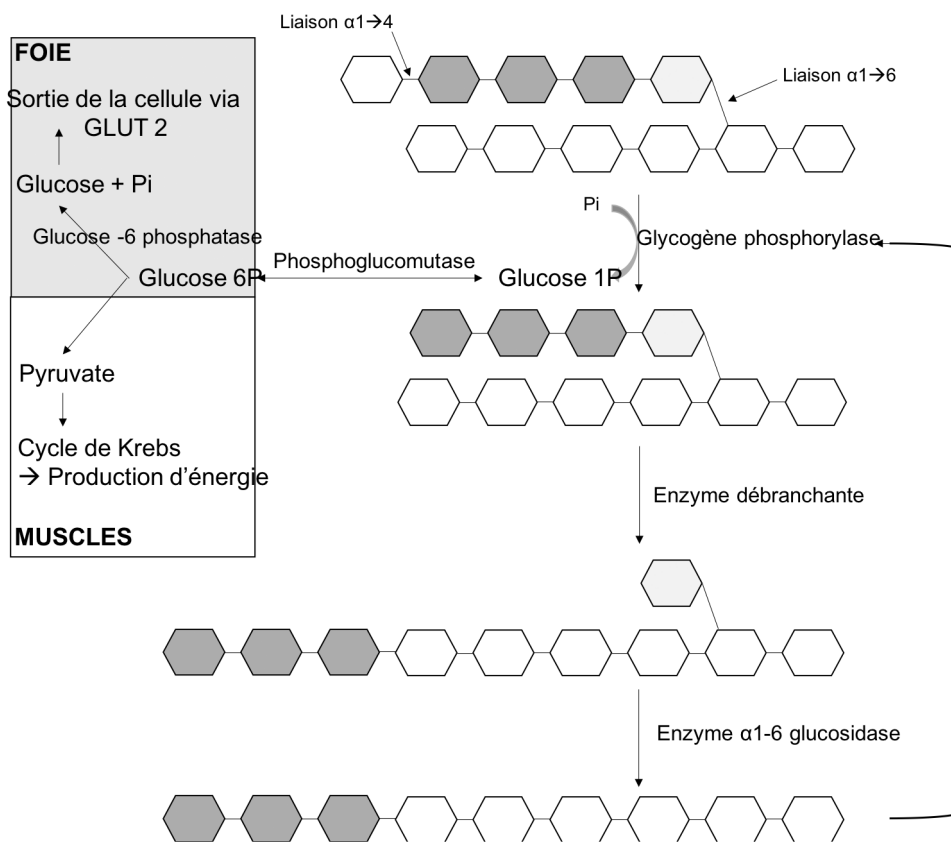 Liaison α1→4
FOIE
Sortie de la cellule via
GLUT 2
Liaison α1→6
Glucose + Pi
Pi
Glucose -6 phosphatase
Glycogène phosphorylase
Phosphoglucomutase
Glucose 6P
Glucose 1P
Pyruvate
Cycle de Krebs
→ Production d’énergie
MUSCLES
Enzyme débranchante
Enzyme α1-6 glucosidase